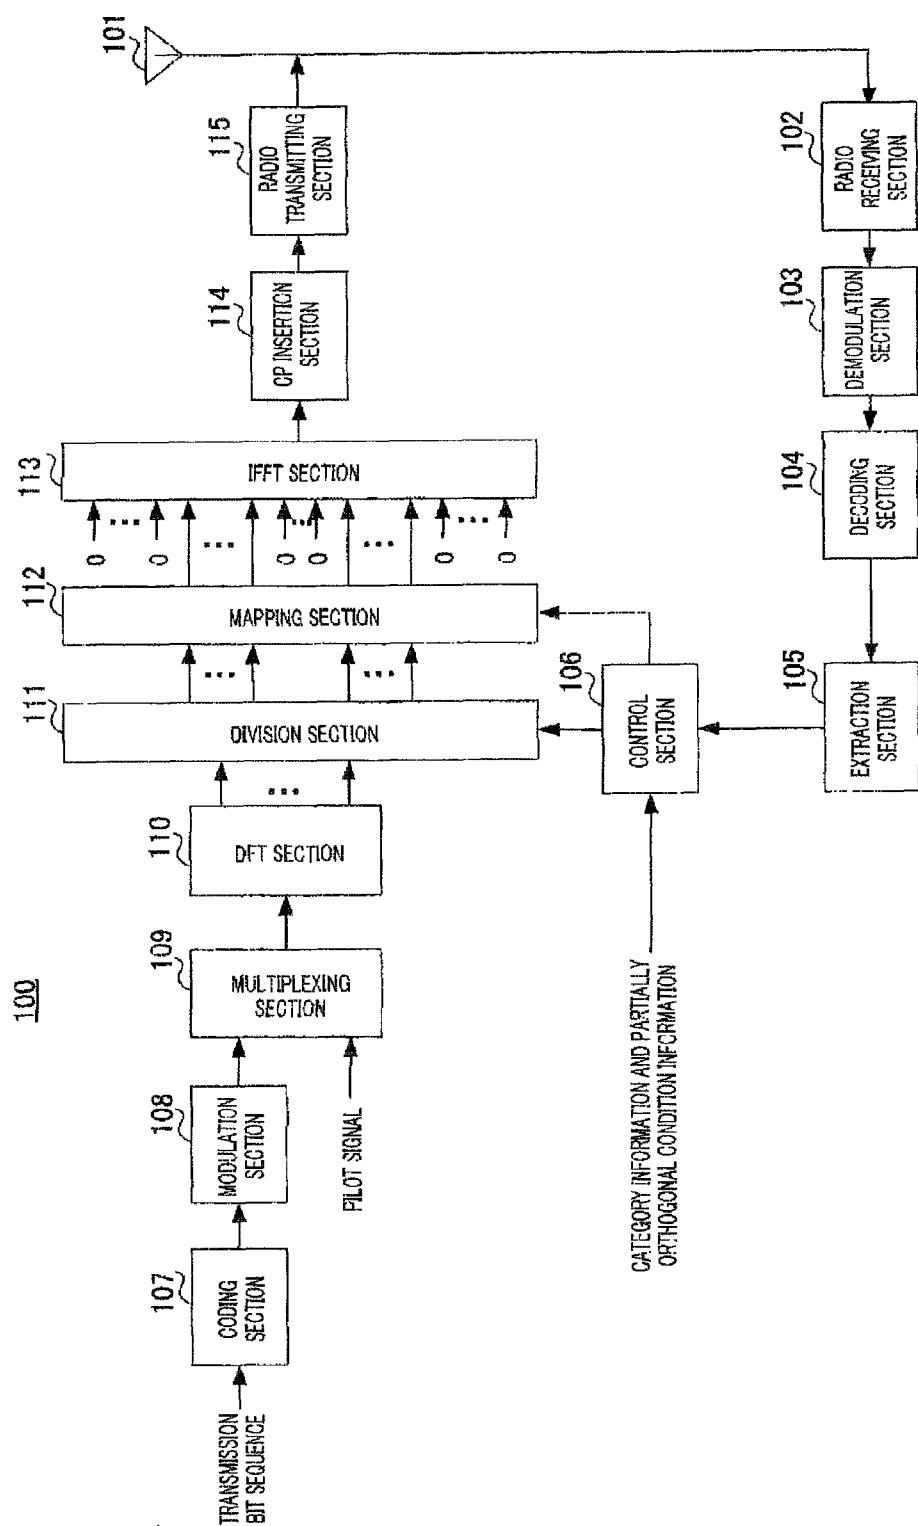 100
TRANSMISSION
BIT SEQUENCE
107
CODING
SECTION
108
MODULATION
SECTION
PILOT SIGNAL
109
MULTIPLEXING
SECTION
110
DFT SECTION
...
111
DIVISION SECTION
...
...
112
MAPPING SECTION
0
...
0
...
0
...
0
...
0
...
0
113
IFFT SECTION
114
CP INSERTION
SECTION
115
RADIO
TRANSMITTING
SECTION
101
CATEGORY INFORMATION AND PARTIALLY
ORTHOGONAL CONDITION INFORMATION
106
CONTROL
SECTION
105
EXTRACTION
SECTION
104
DECODING
SECTION
103
DEMODULATION
SECTION
102
RADIO
RECEIVING
SECTION